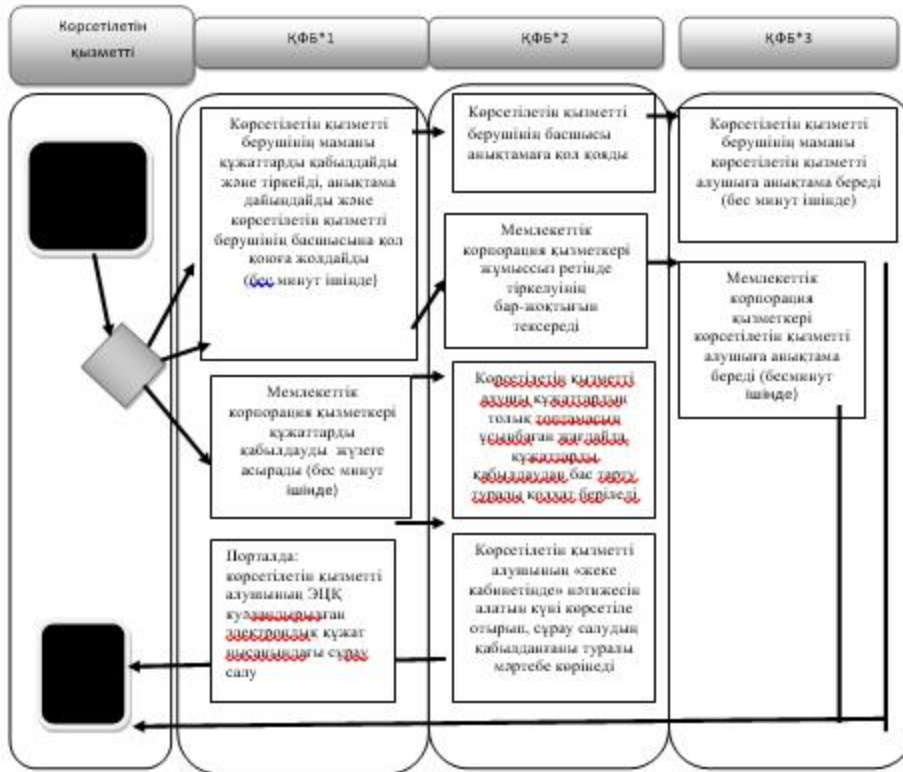 Көрсетілетін
қызметті
ҚФБ*1
ҚФБ*2
ҚФБ*3
Көрсетілетін қызметті
берушінің маманы
құжаттарды қабылдайды
және тіркейді, анықтама
дайындайды және
көрсетілетін қызметті
берушінің басшысына қол
қоюға жолдайды
(бес минут ішінде)
Мемлекеттік
корпорация қызметкері
құжаттарды
қабылдауды жүзеге
асырады (бес минут
ішінде)
Порталда:
көрсетілетін қызметті
алушының ЭЦҚ
куәландырылған
электрондық құжат
нысанындағы сұрау
салу
Көрсетілетін қызметті
берушінің басшысы
анықтамаға қол қояды
Мемлекеттік
корпорация қызметкері
жұмыссыз ретінде
тіркелуінің
бар-жоқтығын
тексереді
Көрсетілетін қызметті
алушы құжаттардың
толық топтамасын
ұсынбаған жағдайда,
құжаттарды
қабылдаудан бас тарту
туралы қолхат беріледі
Көрсетілетін қызметті
алушының «жеке
кабинетінде» нәтижесін
алатын күні көрсетіле
отырып, сұрау салудың
қабылданғаны туралы
мәртебе көрінеді
Көрсетілетін қызметті
берушінің маманы
көрсетілетін қызметті
алушыға анықтама береді
(бес минут ішінде)
Мемлекеттік
корпорация
қызметкері
көрсетілетін қызметті
алушыға анықтама
береді (бесминут
ішінде)